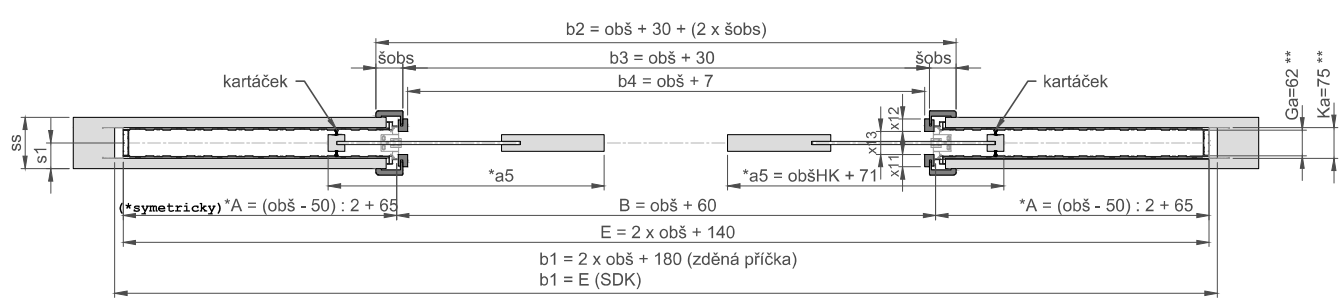 b2 = obš + 30 + (2 x šobs)
šobs
b3 = obš + 30
šobs
kartáček
b4 = obš + 7
kartáček
Ga=62 **
Ka=75 **
ss
s1
x12
x13
x11
*a5
*a5 = obšHK + 71
(*symetricky)
*A = (obš - 50) : 2 + 65
B = obš + 60
*A = (obš - 50) : 2 + 65
E = 2 x obš + 140
b1 = 2 x obš + 180 (zděná příčka)
b1 = E (SDK)